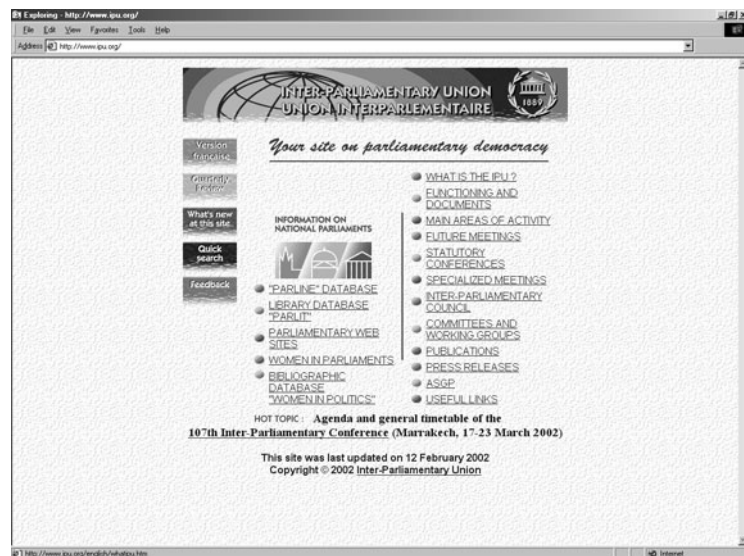 Exploring - http://www.ipu.org/
File Edit View Favorites Tools Help
Address http://www.ipu.org/
INTER-PARLIAMENTARY UNION
UNION INTERPARLEMENTAIRE
1889
Your site on parliamentary democracy
Version
française
Quarterly
Review
What's new
at this site
Quick
search
Feedback
INFORMATION ON
NATIONAL PARLIAMENTS
"PARLINE" DATABASE
LIBRARY DATABASE
"PARLIT"
PARLIAMENTARY WEB
SITES
WOMEN IN PARLIAMENTS
BIBLIOGRAPHIC
DATABASE
"WOMEN IN POLITICS"
WHAT IS THE IPU ?
FUNCTIONING AND
DOCUMENTS
MAIN AREAS OF ACTIVITY
FUTURE MEETINGS
STATUTORY
CONFERENCES
SPECIALIZED MEETINGS
INTER-PARLIAMENTARY
COUNCIL
COMMITTEES AND
WORKING GROUPS
PUBLICATIONS
PRESS RELEASES
ASGP
USEFUL LINKS
HOT TOPIC : Agenda and general timetable of the
107th Inter-Parliamentary Conference (Marrakech, 17-23 March 2002)
This site was last updated on 12 February 2002
Copyright © 2002 Inter-Parliamentary Union
http://www.ipu.org/english/whatipu.htm
Internet